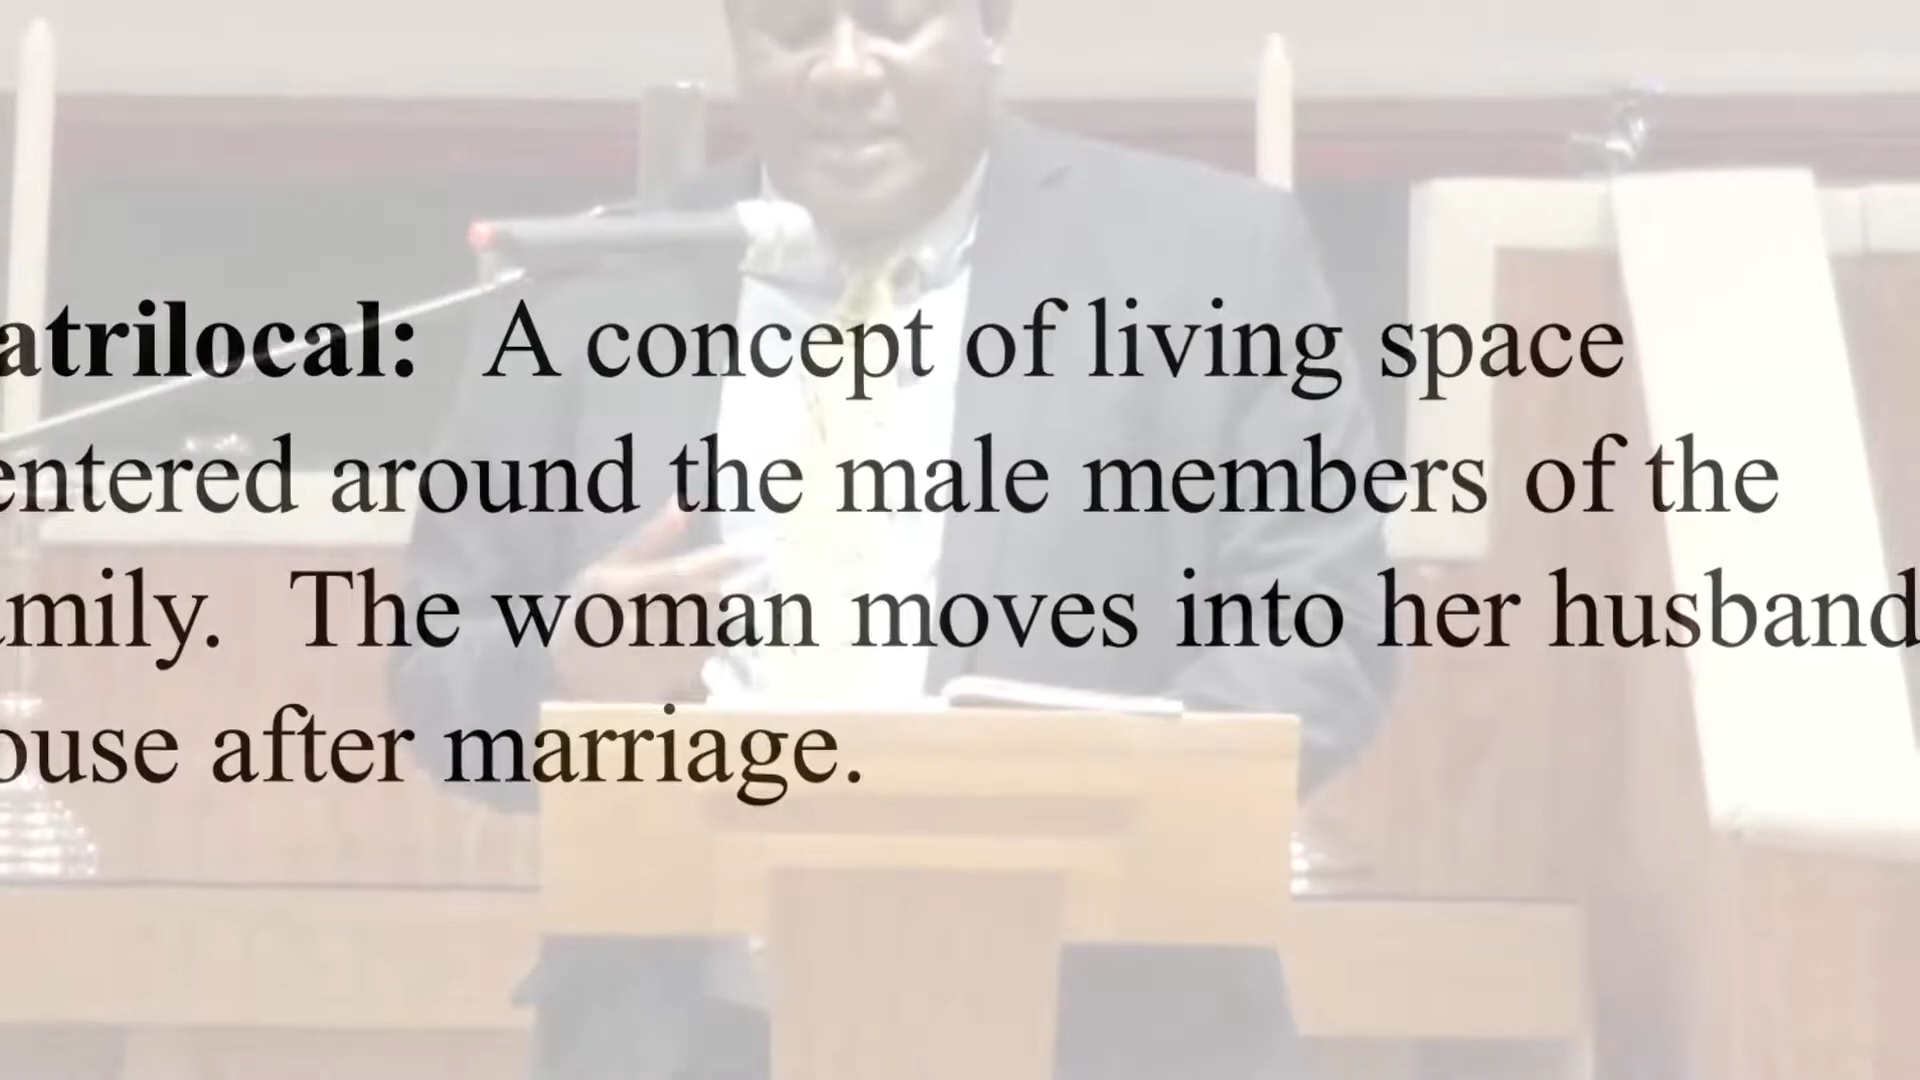 atrilocal: A concept of living space
entered around the male members of the
amily. The woman moves into her husband
ouse after marriage.